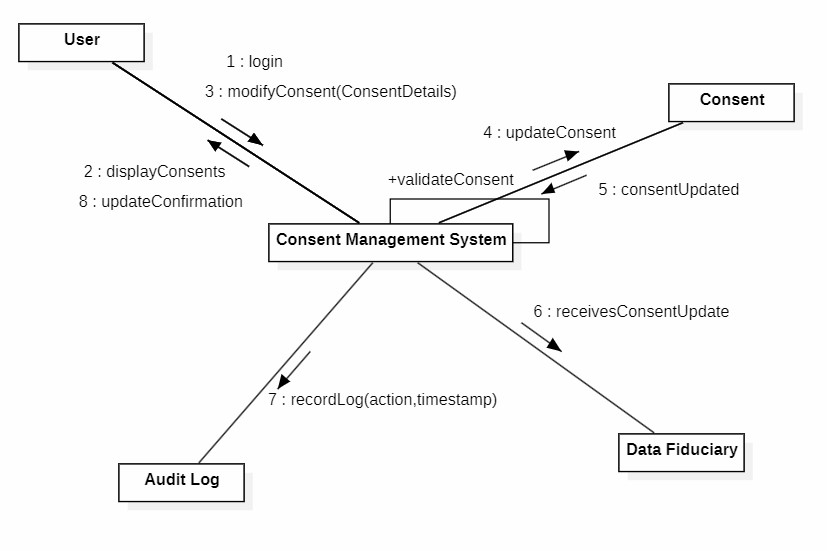 User
1 : login
3 : modifyConsent(ConsentDetails)
Consent
4 : updateConsent
2 : displayConsents
+validateConsent
5 : consentUpdated
8 : updateConfirmation
Consent Management System
6 : receivesConsentUpdate
7 : recordLog(action,timestamp)
Data Fiduciary
Audit Log